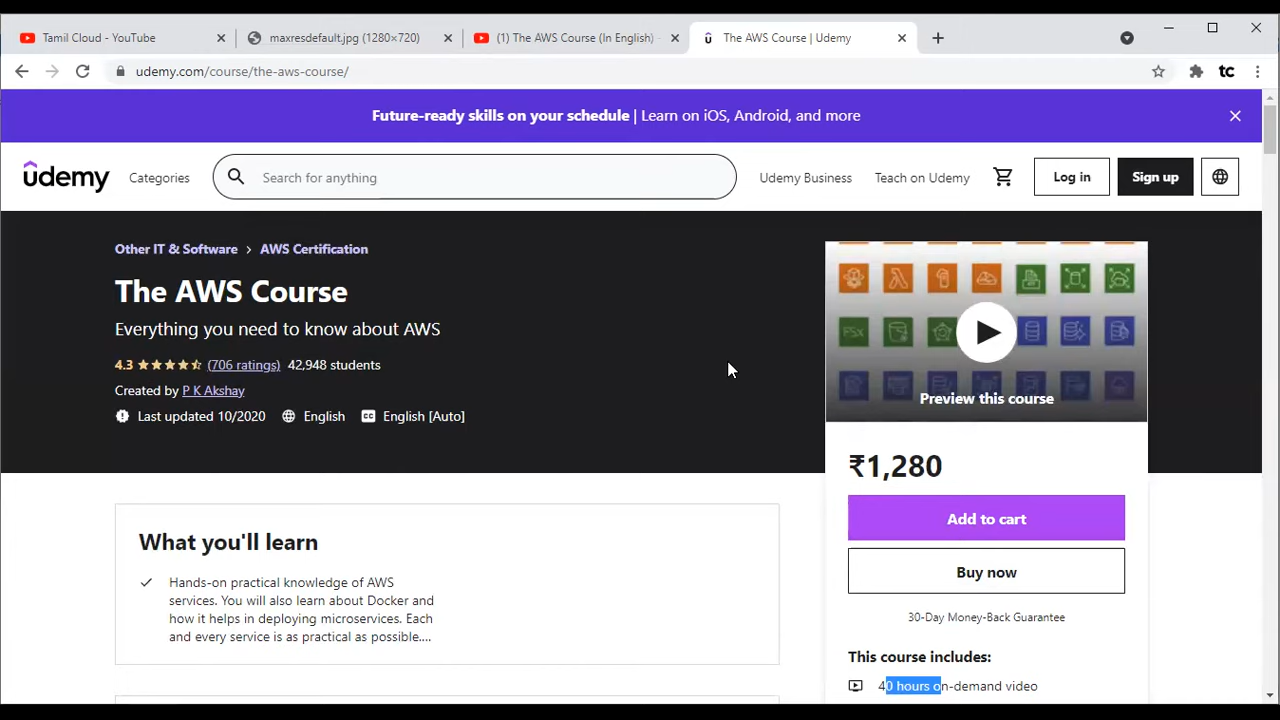 Tamil Cloud - YouTube
maxresdefault.jpg (1280×720)
(1) The AWS Course (In English) -
The AWS Course | Udemy
udemy.com/course/the-aws-course/
tc
Future-ready skills on your schedule | Learn on iOS, Android, and more
udemy
Categories
Search for anything
Udemy Business
Teach on Udemy
Log in
Sign up
Other IT & Software > AWS Certification
The AWS Course
Everything you need to know about AWS
4.3 (706 ratings) 42,948 students
Created by P K Akshay
Last updated 10/2020 English English [Auto]
FSx
Preview this course
₹1,280
Add to cart
Buy now
30-Day Money-Back Guarantee
This course includes:
40 hours on-demand video
What you'll learn
Hands-on practical knowledge of AWS
services. You will also learn about Docker and
how it helps in deploying microservices. Each
and every service is as practical as possible....